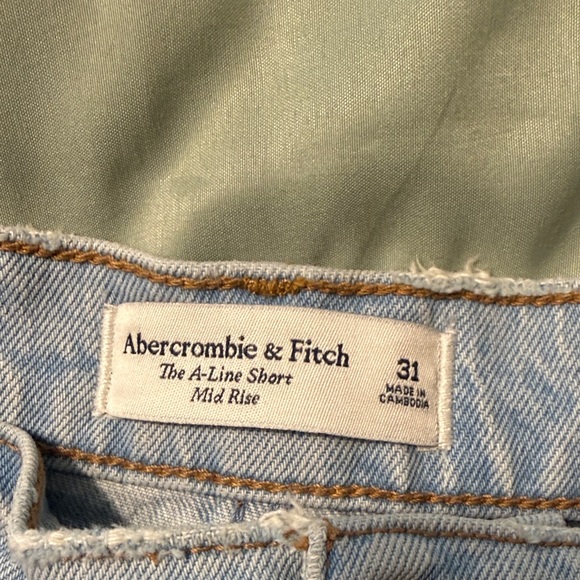 Abercrombie & Fitch
The A-Line Short
Mid Rise
31
MADE IN
CAMBODIA